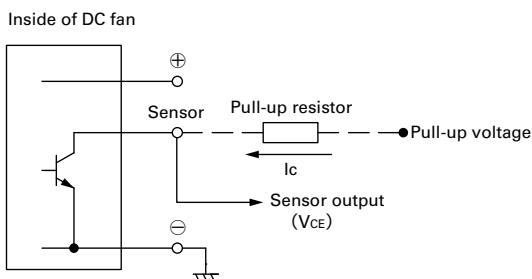 Inside of DC fan
⊕
Sensor
Pull-up resistor
Pull-up voltage
Ic
Sensor output
(VCE)
⊖